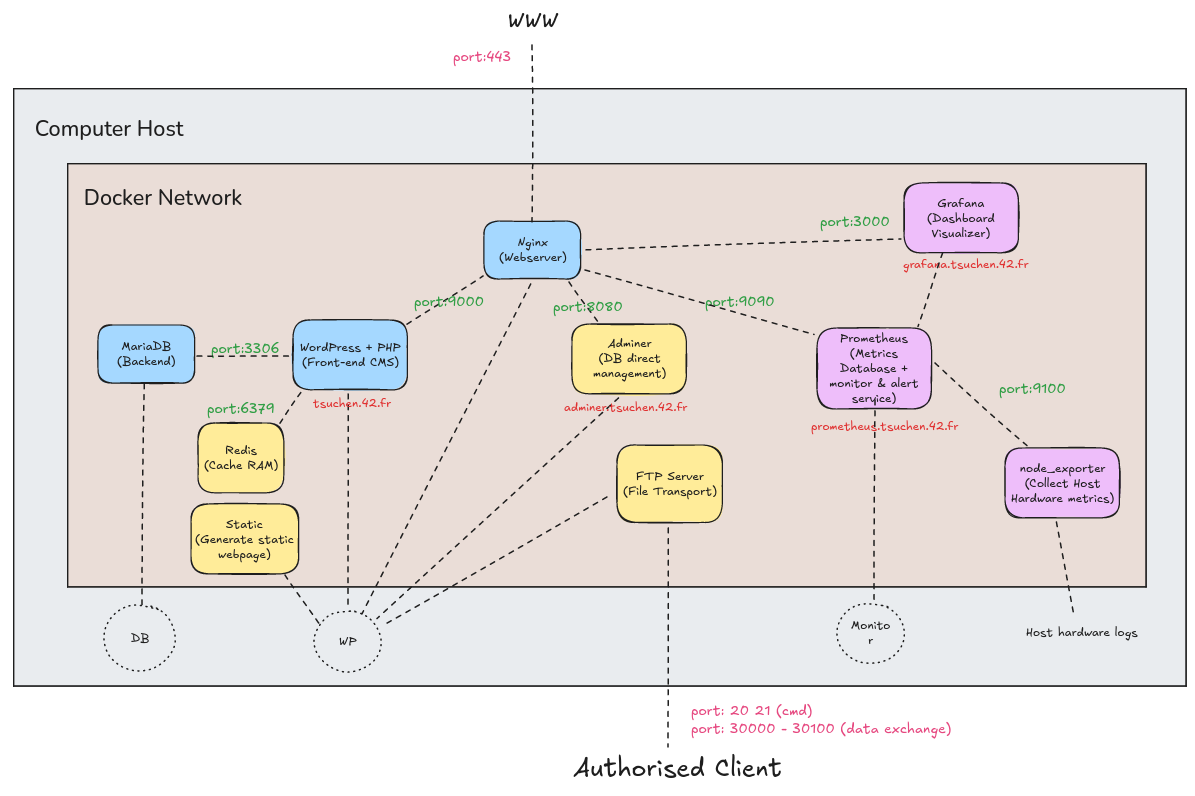 WWW
port:443
Computer Host
Docker Network
Nginx
(Webserver)
port:3000
Grafana
(Dashboard
Visualizer)
grafana.tsuchen.42.fr
port:9000
port:8080
port:9090
MariaDB
(Backend)
port:3306
WordPress + PHP
(Front-end CMS)
tsuchen.42.fr
Adminer
(DB direct
management)
adminer.tsuchen.42.fr
Prometheus
(Metrics
Database +
monitor & alert
service)
prometheus.tsuchen.42.fr
port:9100
port:6379
Redis
(Cache RAM)
FTP Server
(File Transport)
node_exporter
(Collect Host
Hardware metrics)
Static
(Generate static
webpage)
DB
WP
Monito
r
Host hardware logs
port: 20 21 (cmd)
port: 30000 - 30100 (data exchange)
Authorised Client